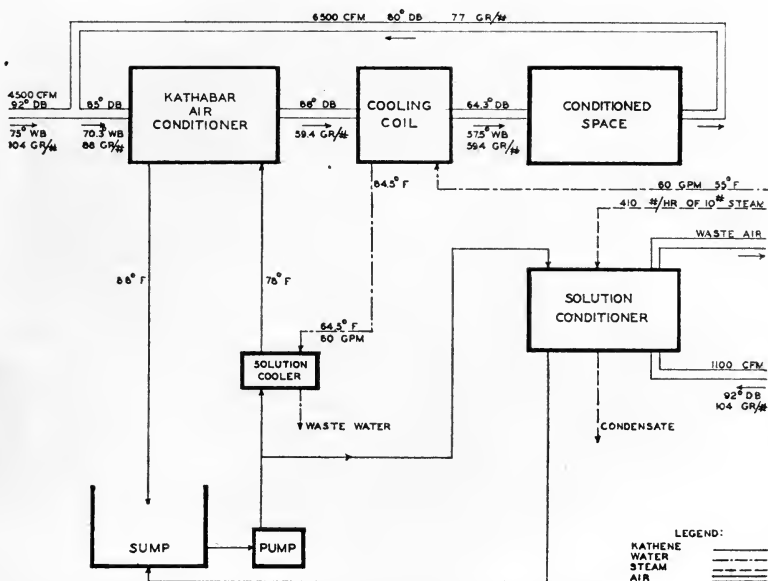 6500 CFM 80° DB 77 GR/#
4500 CFM
92° DB
75° WB
104 GR/#
85° DB
70.3° WB
88 GR/#
KATHABAR
AIR
CONDITIONER
88° DB
59.4 GR/#
COOLING
COIL
64.3° DB
57.5° WB
59.4 GR/#
CONDITIONED
SPACE
64.5° F
60 GPM 55° F
410 #/HR OF 10# STEAM
WASTE AIR
88° F
78° F
SOLUTION
CONDITIONER
64.5° F
60 GPM
SOLUTION
COOLER
WASTE WATER
1100 CFM
92° DB
104 GR/#
CONDENSATE
SUMP
PUMP
LEGEND:
KATHENE
WATER
STEAM
AIR